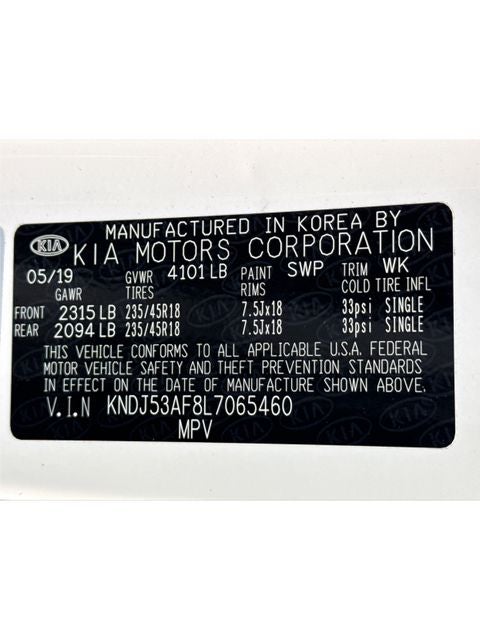 MANUFACTURED IN KOREA BY
KIA KIA MOTORS CORPORATION
05/19 GVWR 4101 LB PAINT SWP TRIM WK
GAWR TIRES RIMS COLD TIRE INFL
FRONT 2315 LB 235/45R18 7.5Jx18 33psi SINGLE
REAR 2094 LB 235/45R18 7.5Jx18 33psi SINGLE
THIS VEHICLE CONFORMS TO ALL APPLICABLE U.S.A. FEDERAL
MOTOR VEHICLE SAFETY AND THEFT PREVENTION STANDARDS
IN EFFECT ON THE DATE OF MANUFACTURE SHOWN ABOVE.
V.I.N KNDJ53AF8L7065460
MPV